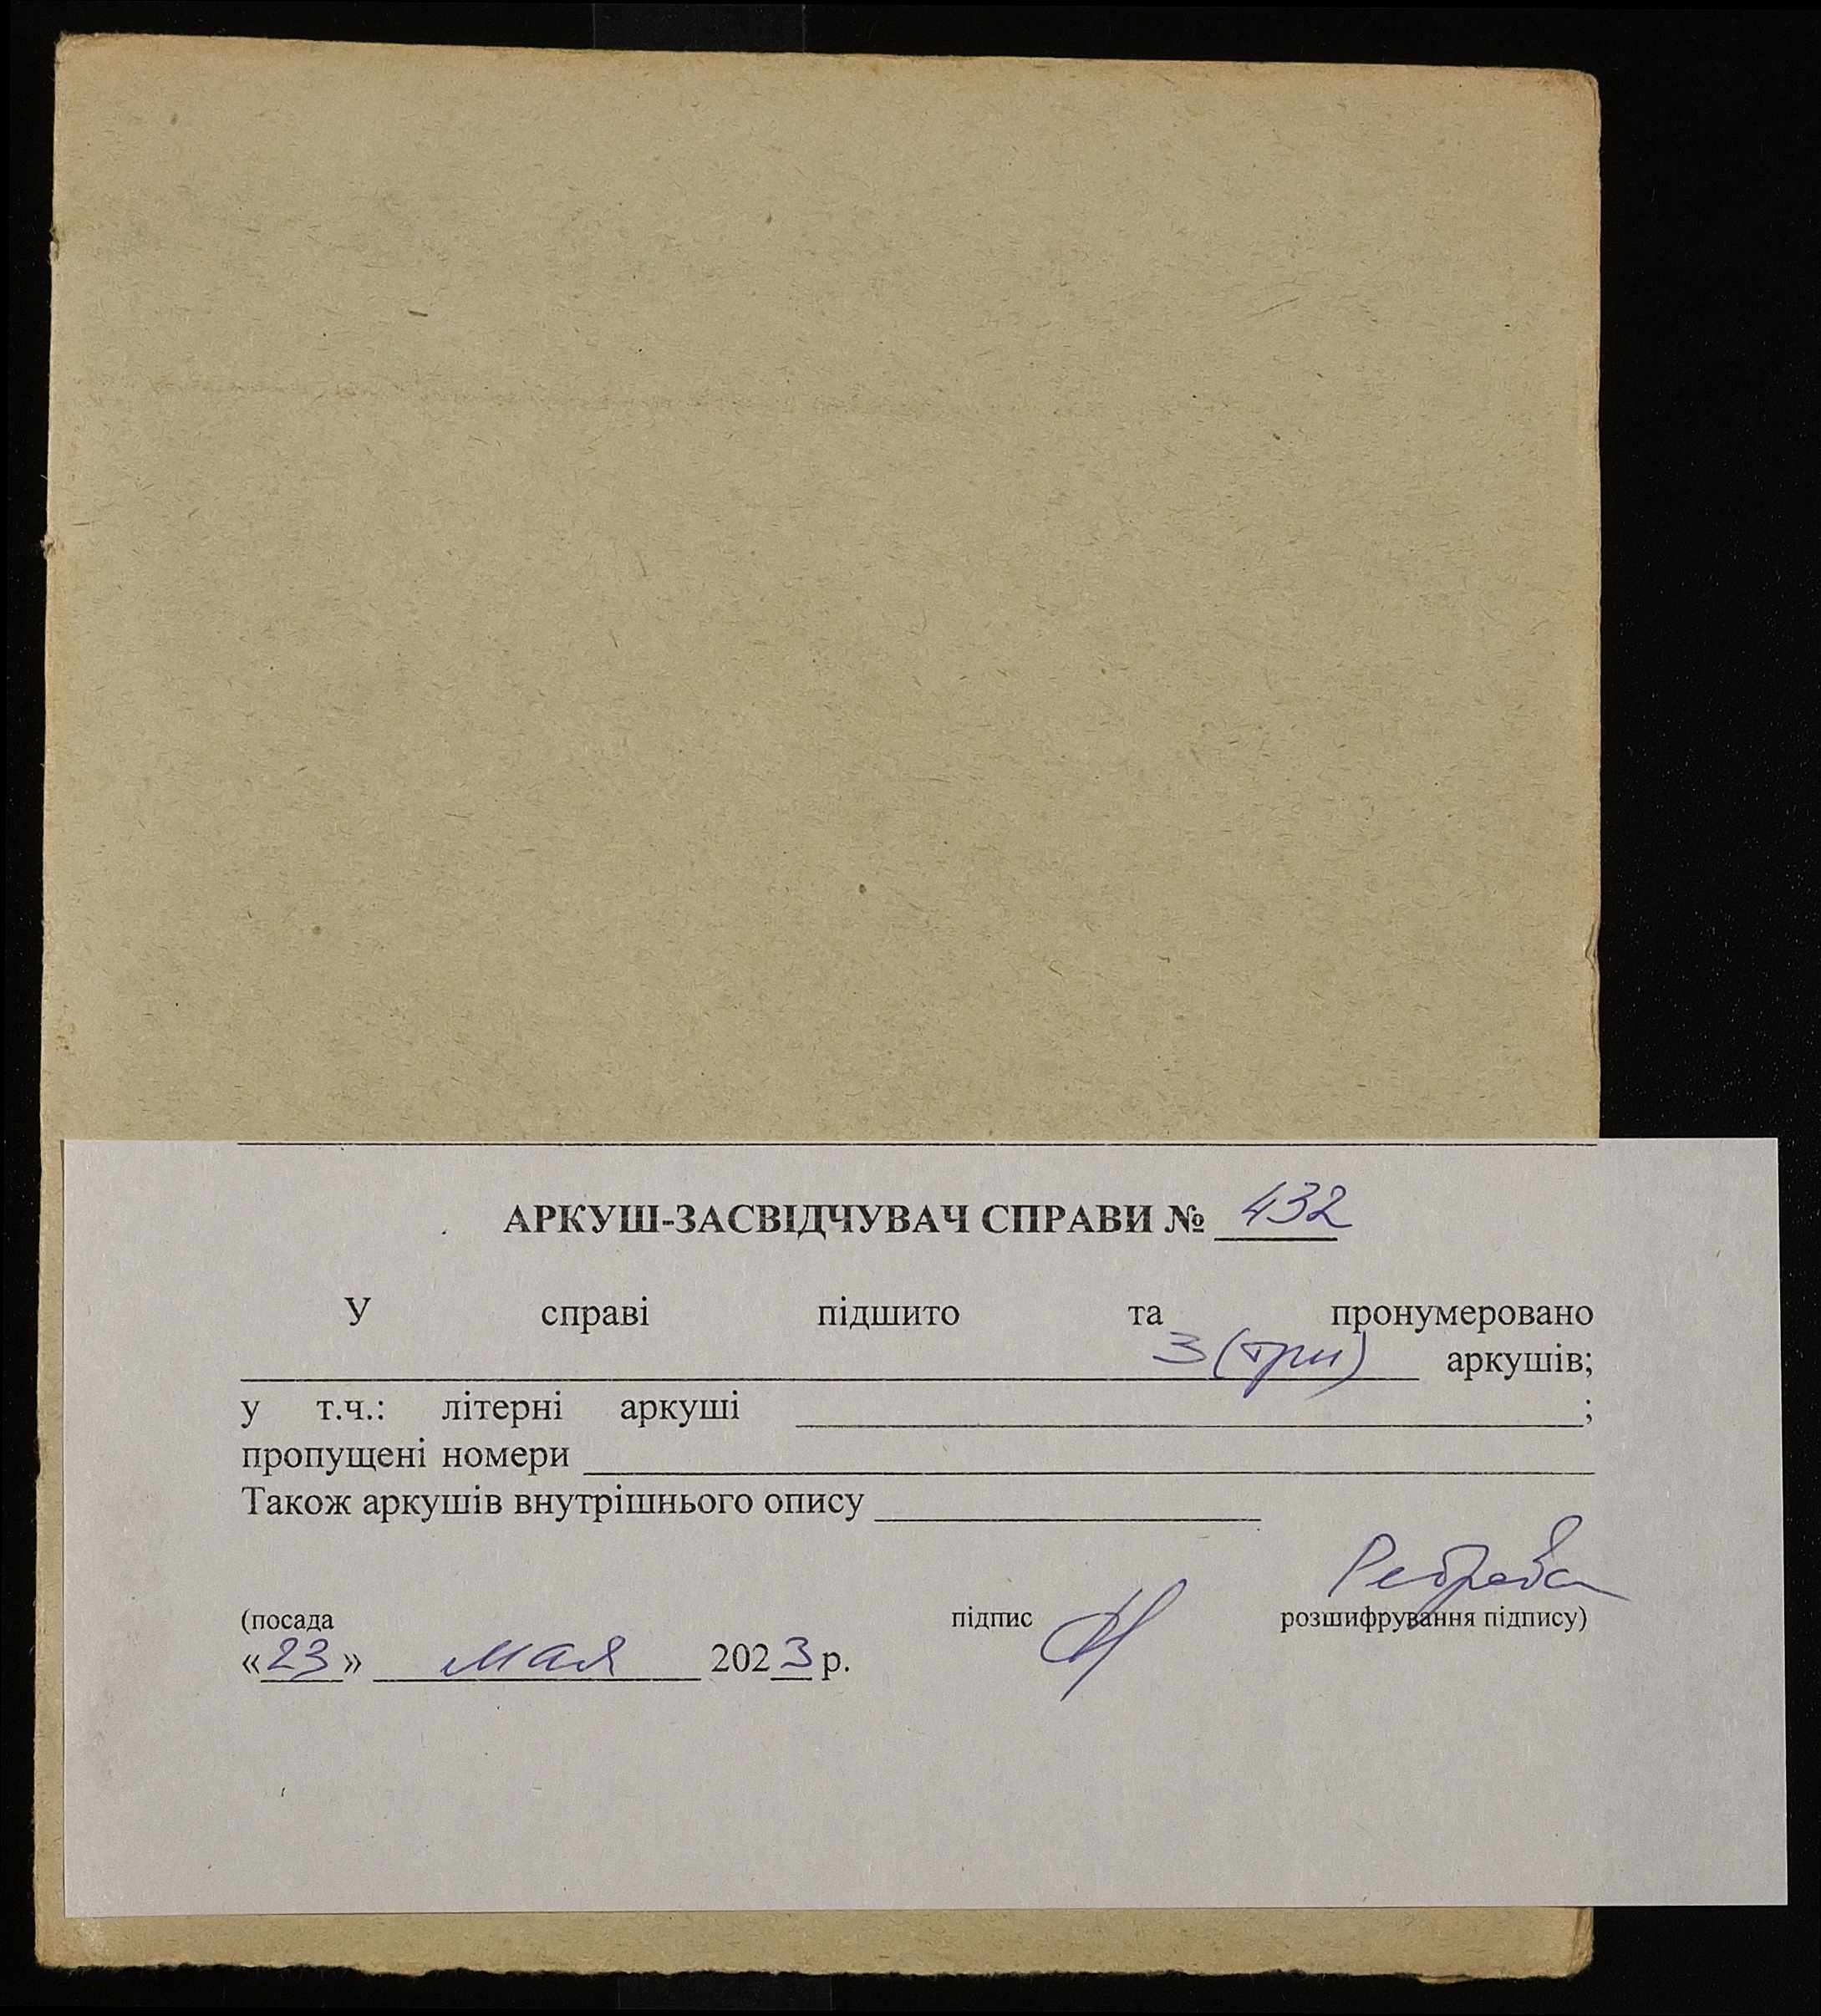 АРКУШ-ЗАСВІДЧУВАЧ СПРАВИ № 432
У справі підшито та пронумеровано
3 (три) аркушів;
у т.ч.: літерні аркуші ;
пропущені номери
Також аркушів внутрішнього опису
(посада підпис розшифрування підпису)
«23» мая 2023 р.